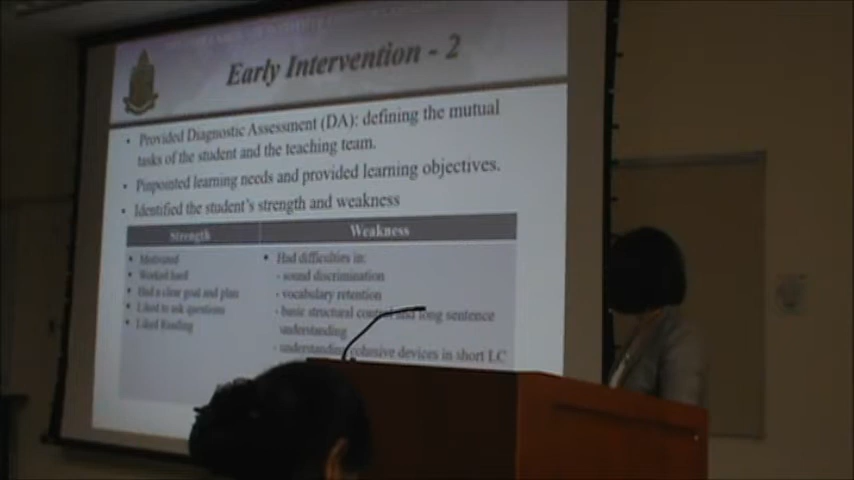 Early Intervention - 2
• Provided Diagnostic Assessment (DA): defining the mutual
tasks of the student and the teaching team.
• Pinpointed learning needs and provided learning objectives.
• Identified the student's strength and weakness
Strength
Weakness
• Motivated
• Worked hard
• Had a clear goal and plan
• Liked to ask questions
• Liked Reading
• Had difficulties in:
- sound discrimination
- vocabulary retention
- basic structural control and long sentence
understanding
- understanding cohesive devices in short LC